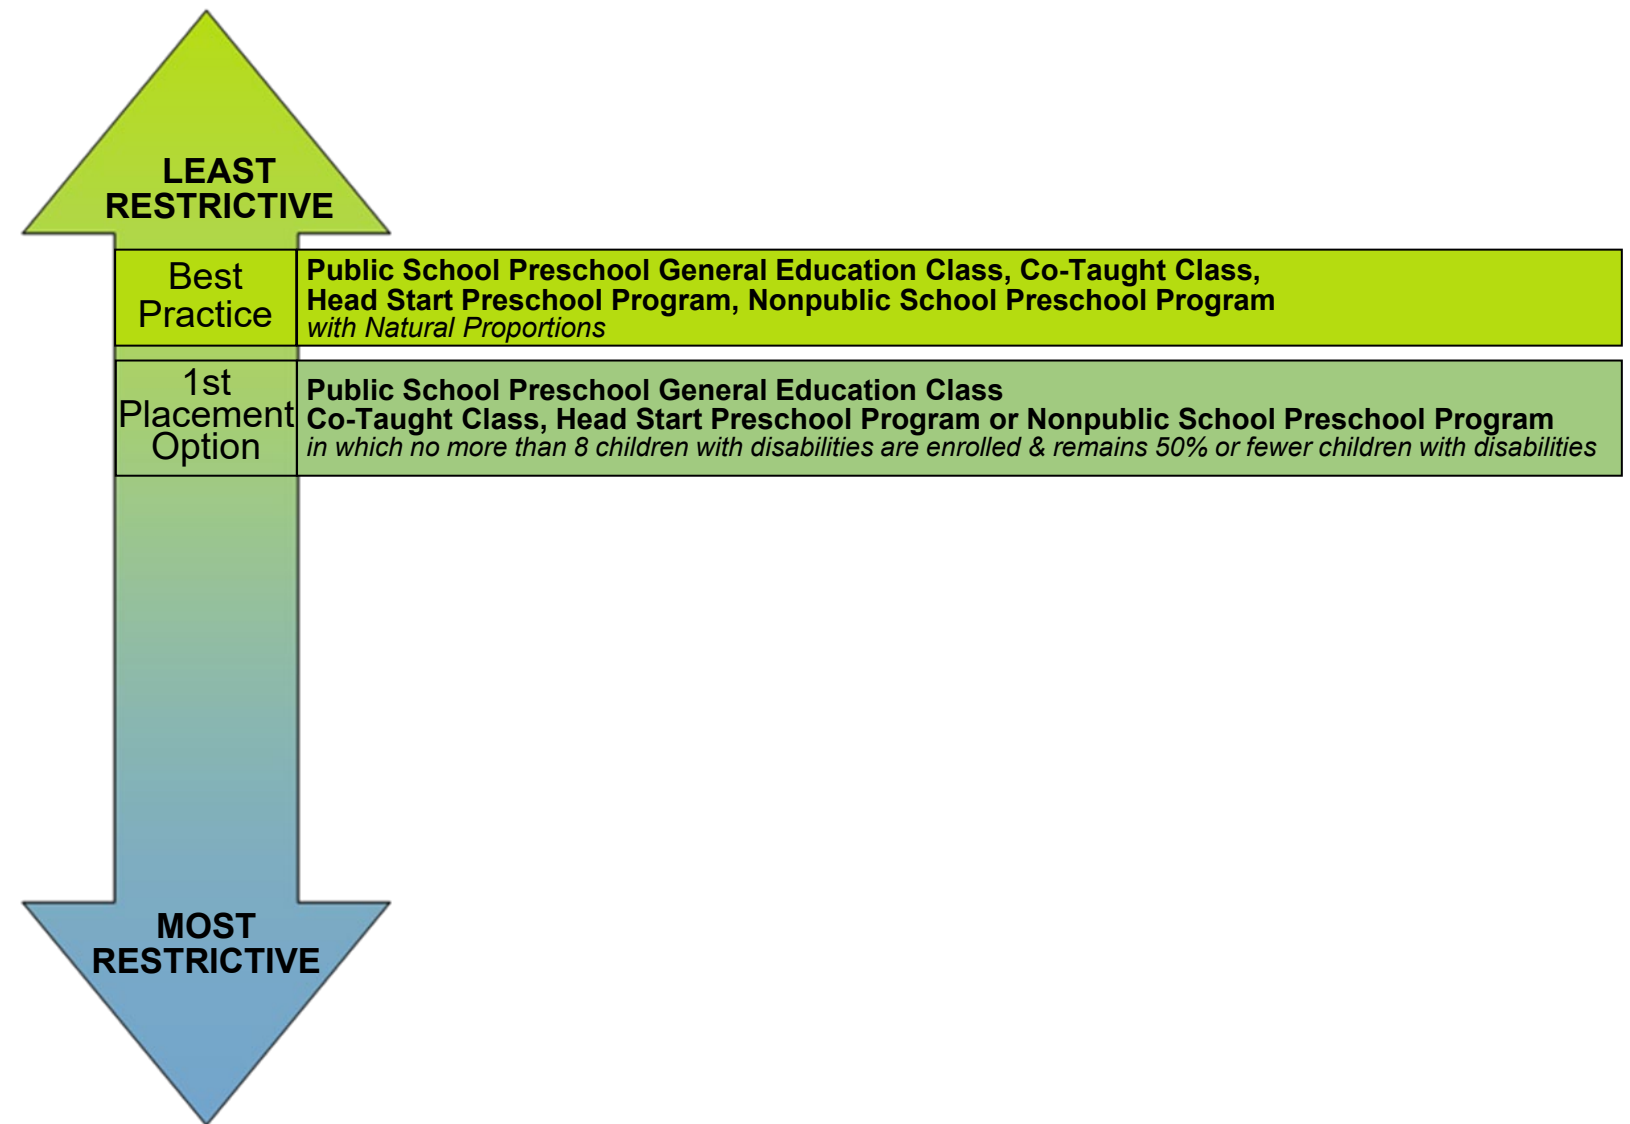 LEAST
RESTRICTIVE
Best
Practice
Public School Preschool General Education Class, Co-Taught Class,
Head Start Preschool Program, Nonpublic School Preschool Program
with Natural Proportions
1st
Placement
Option
Public School Preschool General Education Class
Co-Taught Class, Head Start Preschool Program or Nonpublic School Preschool Program
in which no more than 8 children with disabilities are enrolled & remains 50% or fewer children with disabilities
MOST
RESTRICTIVE